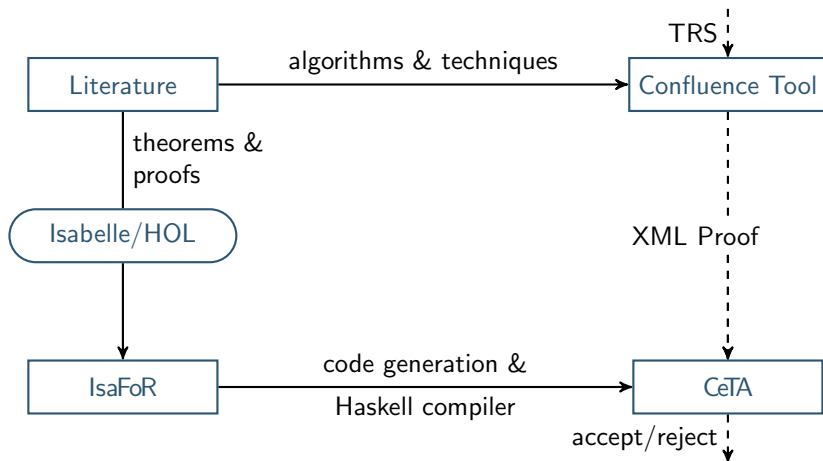 TRS
Literature
algorithms & techniques
Confluence Tool
theorems &
proofs
Isabelle/HOL
XML Proof
IsaFoR
code generation &
Haskell compiler
CeTA
accept/reject